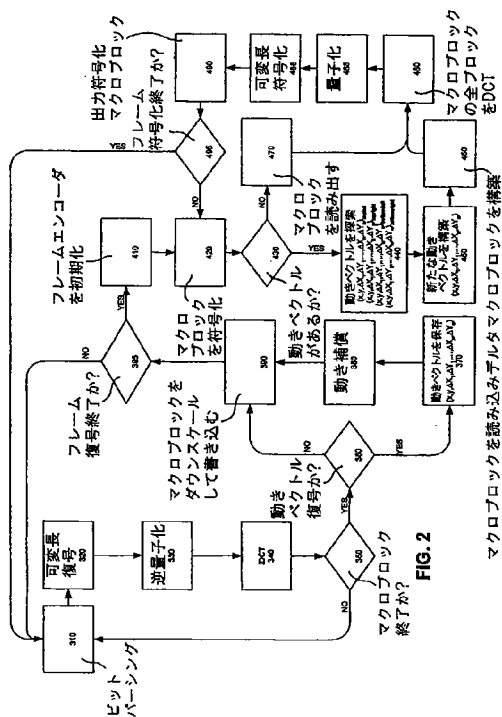 ビット
パーシング
310
可変長
復号
320
逆量子化
330
IDCT
340
マクロブロック
終了か?
350
NO
YES
動き
ベクトル
復号か?
360
NO
YES
動きベクトルを保存
370
動き補償
380
マクロブロックを
ダウンスケール
して書き込む
390
フレーム
復号終了か?
395
NO
YES
フレームエンコーダ
を初期化
410
マクロ
ブロック
を符号化
420
動きベクトル
があるか?
430
NO
YES
動きベクトルを探索
440
新たな動き
ベクトルを構築
マクロブロックを読み込みデルタマクロブロックを構築
マクロ
ブロック
を読み出す
470
マクロブロック
の全ブロック
をDCT
量子化
可変長
符号化
出力符号化
マクロブロック
490
フレーム
符号化終了か?
495
YES
NO
FIG. 2